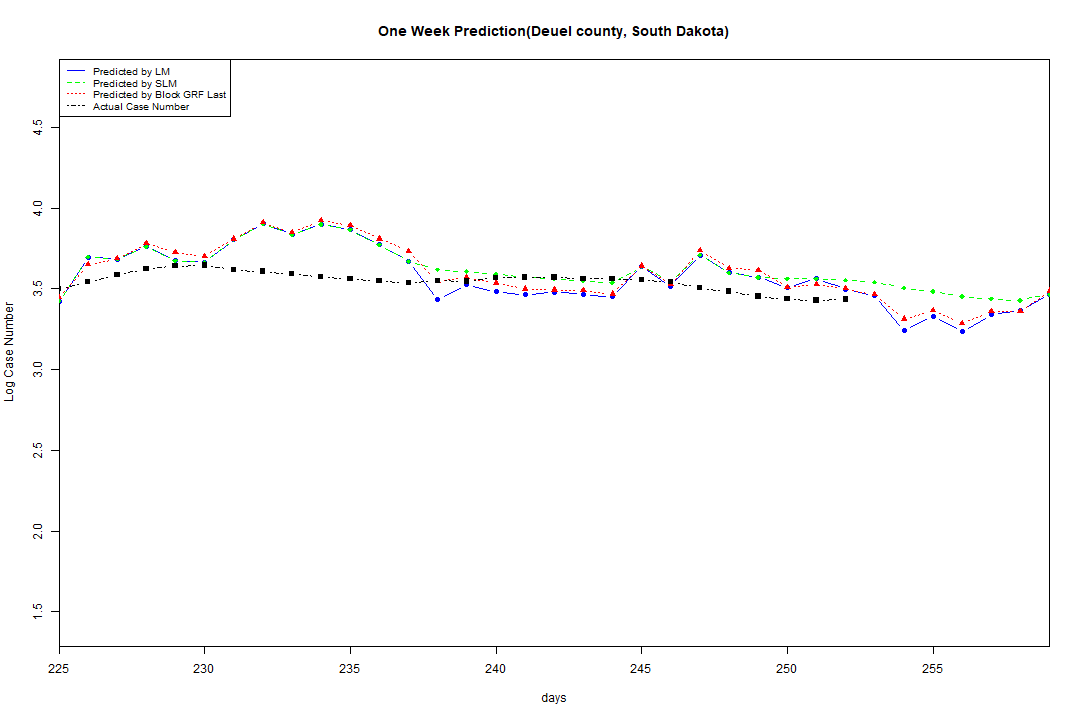 One Week Prediction(Deuel county, South Dakota)
Predicted by LM
Predicted by SLM
Predicted by Block GRF Last
Actual Case Number
4.5
4.0
3.5
3.0
2.5
2.0
1.5
Log Case Number
225
230
235
240
245
250
255
days